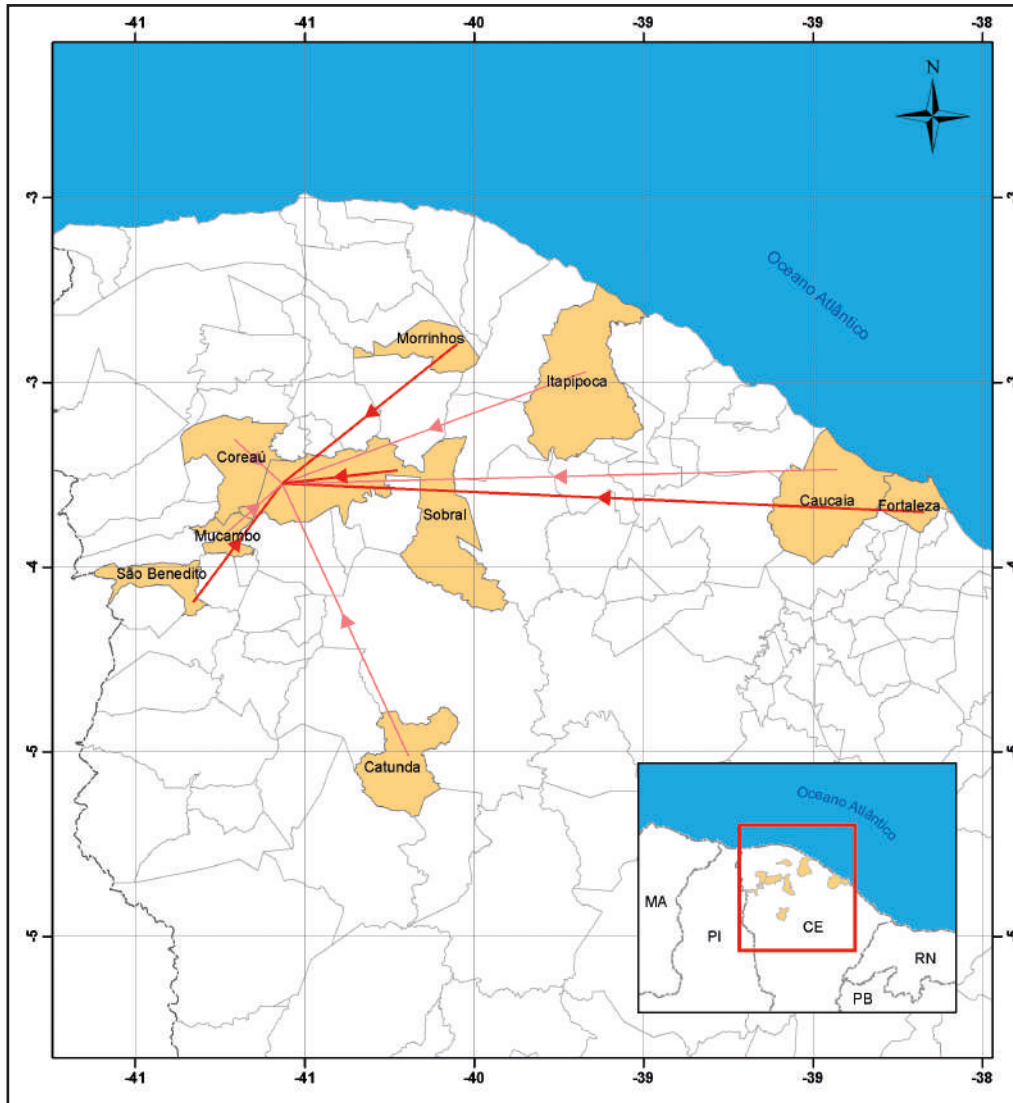 -41 -41 -40 -39 -39 -38
N
-3 -3
Oceano Atlântico
Morrinhos
-3 -3
Itapipoca
Coreaú
Caucaia
Fortaleza
Sobral
Mucambo
-4 -4
São Benedito
-5 -5
Catunda
Oceano Atlântico
MA
PI
CE
RN
PB
-5 -5
-41 -41 -40 -39 -39 -38